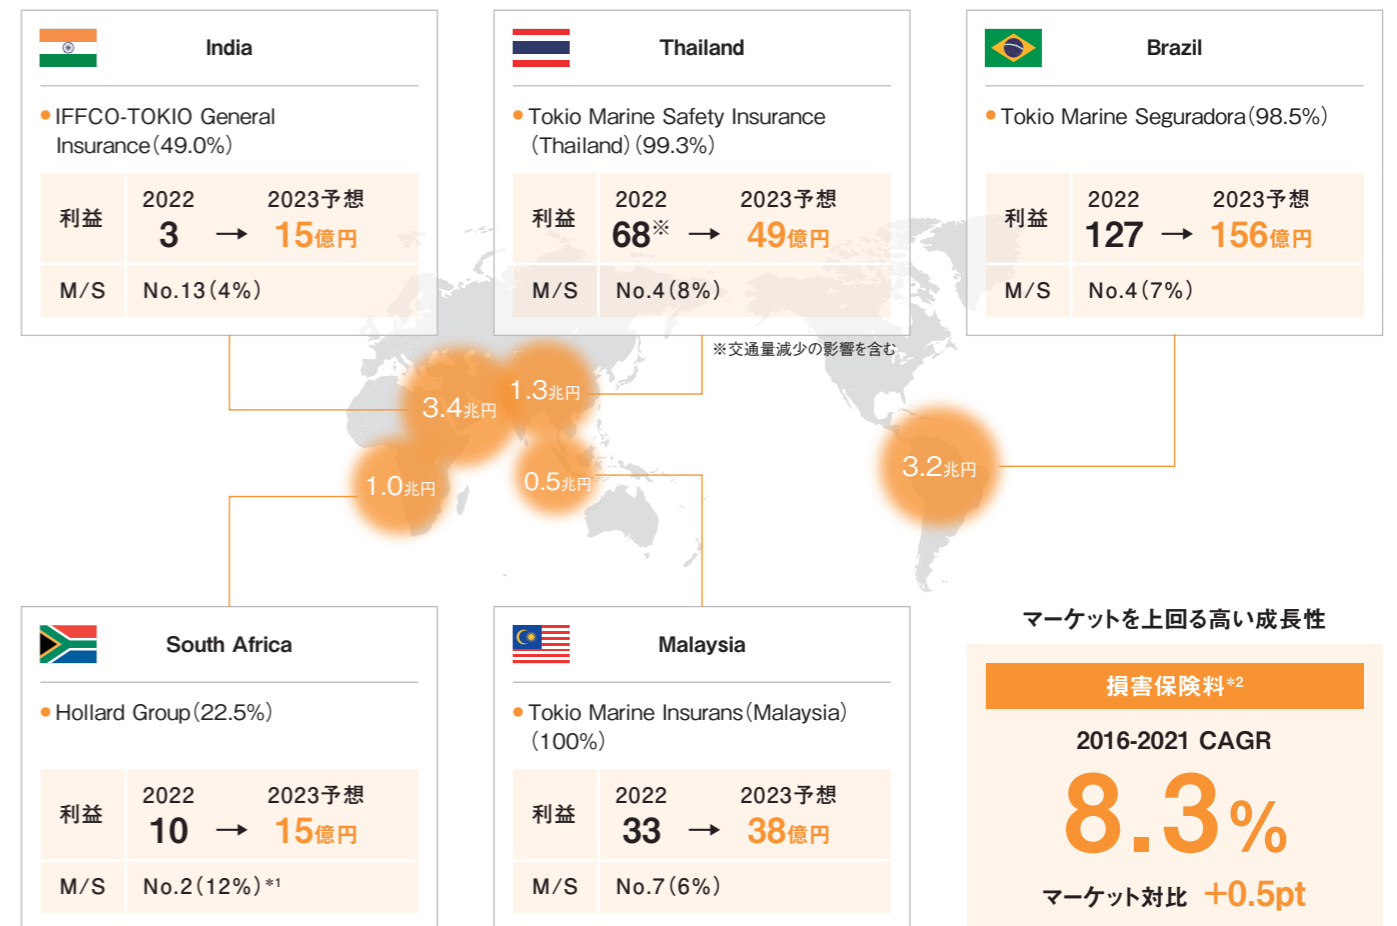 India
IFFCO-TOKIO General
Insurance（49.0%）
利益
2022
2023予想
3 → 15億円
M/S
No.13（4%）
Thailand
Tokio Marine Safety Insurance
（Thailand）（99.3%）
利益
2022
2023予想
68※ → 49億円
M/S
No.4（8%）
※交通量減少の影響を含む
Brazil
Tokio Marine Seguradora（98.5%）
利益
2022
2023予想
127 → 156億円
M/S
No.4（7%）
3.4兆円
1.3兆円
1.0兆円
0.5兆円
3.2兆円
South Africa
Hollard Group（22.5%）
利益
2022
2023予想
10 → 15億円
M/S
No.2（12%）*1
Malaysia
Tokio Marine Insurans（Malaysia）
（100%）
利益
2022
2023予想
33 → 38億円
M/S
No.7（6%）
マーケットを上回る高い成長性
損害保険料*2
2016-2021 CAGR
8.3%
マーケット対比 +0.5pt